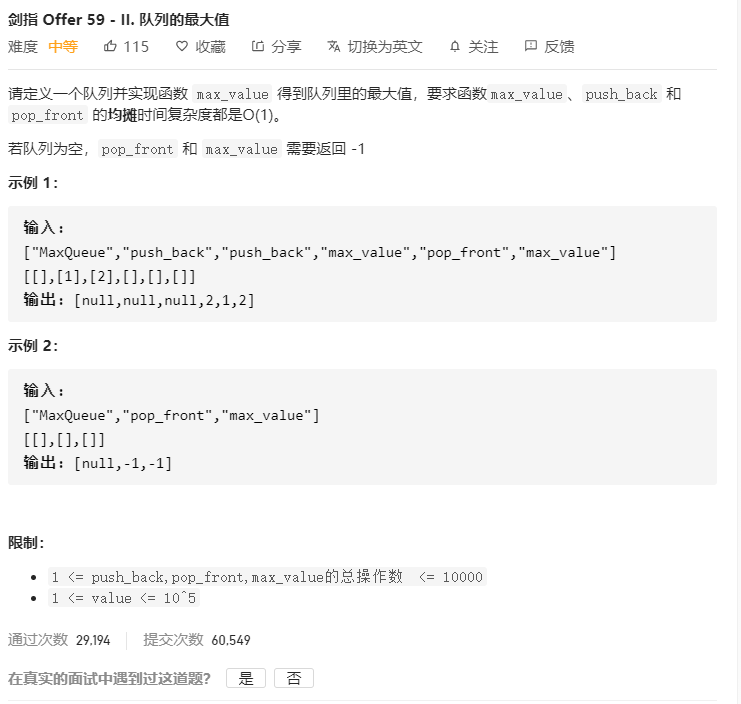 剑指 Offer 59 - II. 队列的最大值
难度 中等 115 收藏 分享 切换为英文 关注 反馈
请定义一个队列并实现函数 max_value 得到队列里的最大值，要求函数max_value、push_back 和
pop_front 的均摊时间复杂度都是O(1)。
若队列为空，pop_front 和 max_value 需要返回 -1
示例 1：
输入：
["MaxQueue","push_back","push_back","max_value","pop_front","max_value"]
[[],[1],[2],[],[],[]]
输出：[null,null,null,2,1,2]
示例 2：
输入：
["MaxQueue","pop_front","max_value"]
[[],[],[]]
输出：[null,-1,-1]
限制：
• 1 <= push_back,pop_front,max_value的总操作数 <= 10000
• 1 <= value <= 10^5
通过次数 29,194 提交次数 60,549
在真实的面试中遇到过这道题？ 是 否